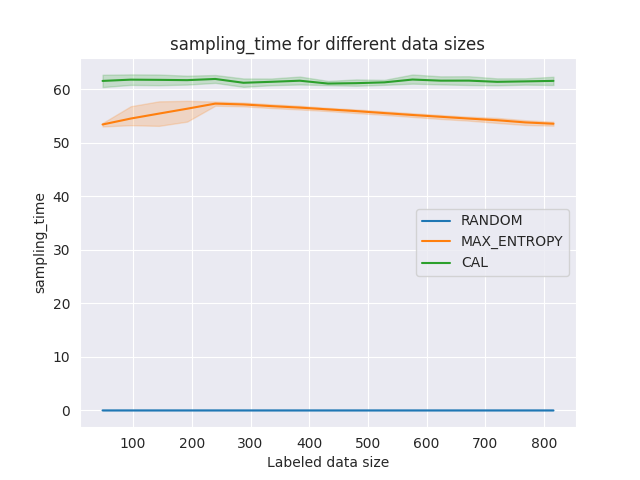 sampling_time for different data sizes
sampling_time
60
50
40
30
20
10
0
RANDOM
MAX_ENTROPY
CAL
100 200 300 400 500 600 700 800
Labeled data size